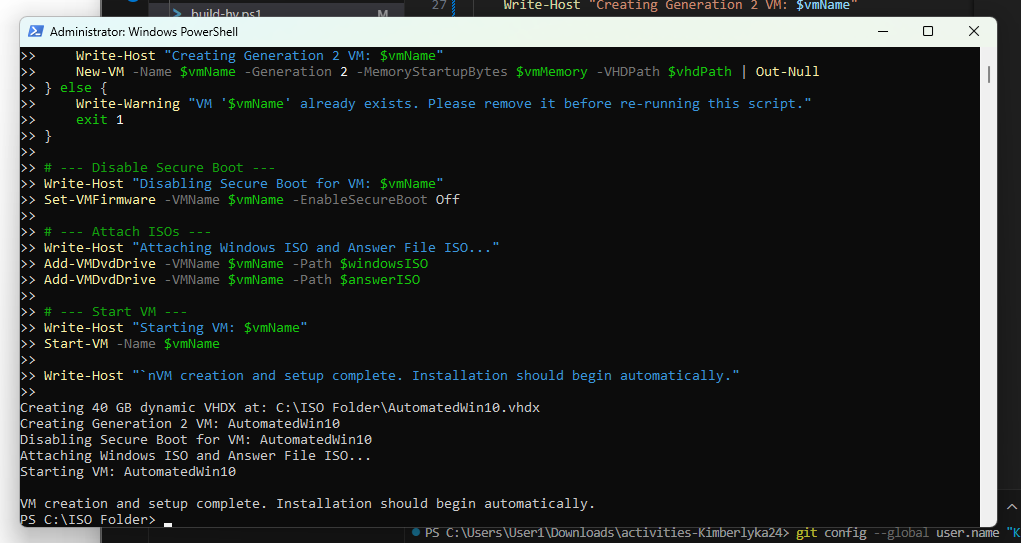 build-hv.ps1 M
27 Write-Host "Creating Generation 2 VM: $vmName"
Administrator: Windows PowerShell
>>     Write-Host "Creating Generation 2 VM: $vmName"
>>     New-VM -Name $vmName -Generation 2 -MemoryStartupBytes $vmMemory -VHDPath $vhdPath | Out-Null
>> } else {
>>     Write-Warning "VM '$vmName' already exists. Please remove it before re-running this script."
>>     exit 1
>> }
>>
>> # --- Disable Secure Boot ---
>> Write-Host "Disabling Secure Boot for VM: $vmName"
>> Set-VMFirmware -VMName $vmName -EnableSecureBoot Off
>>
>> # --- Attach ISOs ---
>> Write-Host "Attaching Windows ISO and Answer File ISO..."
>> Add-VMDvdDrive -VMName $vmName -Path $windowsISO
>> Add-VMDvdDrive -VMName $vmName -Path $answerISO
>>
>> # --- Start VM ---
>> Write-Host "Starting VM: $vmName"
>> Start-VM -Name $vmName
>>
>> Write-Host "`nVM creation and setup complete. Installation should begin automatically."
>>
Creating 40 GB dynamic VHDX at: C:\ISO Folder\AutomatedWin10.vhdx
Creating Generation 2 VM: AutomatedWin10
Disabling Secure Boot for VM: AutomatedWin10
Attaching Windows ISO and Answer File ISO...
Starting VM: AutomatedWin10

VM creation and setup complete. Installation should begin automatically.
PS C:\ISO Folder>
PS C:\Users\User1\Downloads\activities-Kimberlyka24> git config --global user.name "K